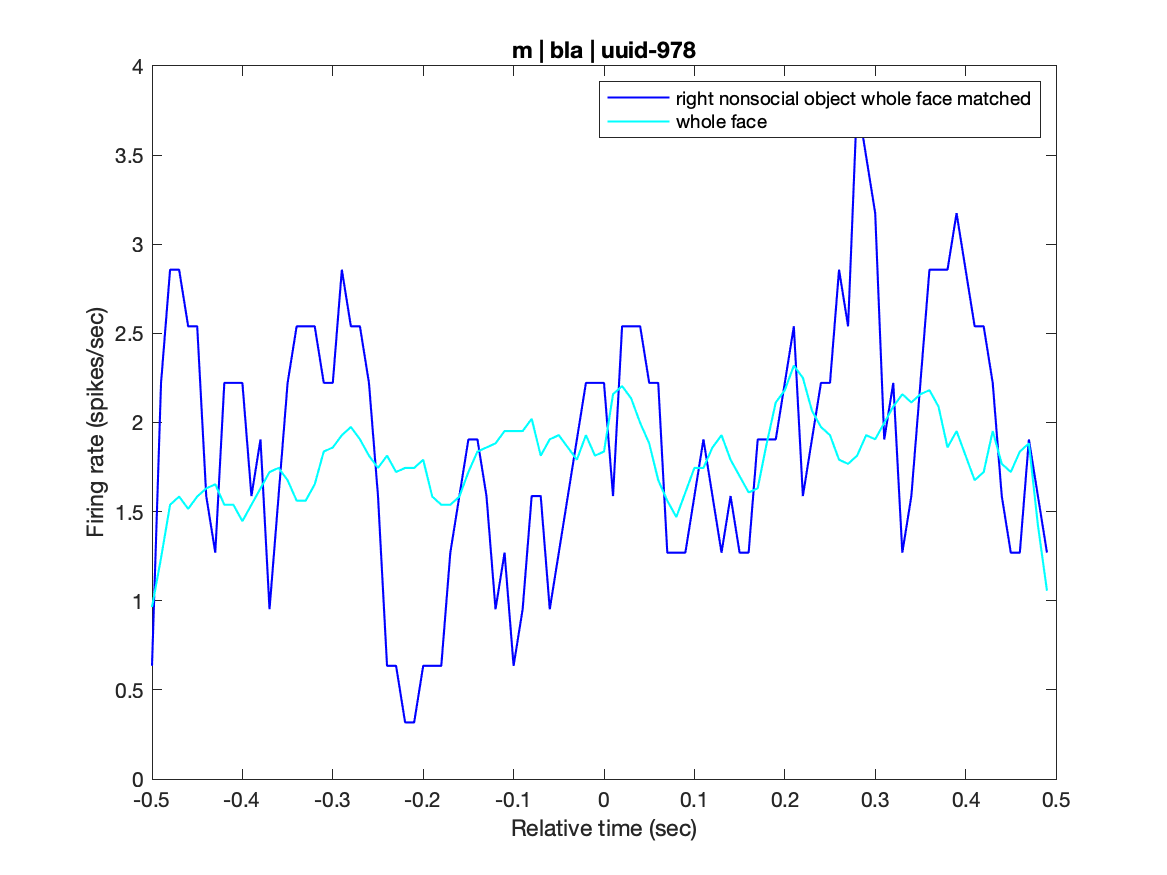 m | bla | uuid-978
right nonsocial object whole face matched
whole face
Firing rate (spikes/sec)
4
3.5
3
2.5
2
1.5
1
0.5
0
-0.5 -0.4 -0.3 -0.2 -0.1 0 0.1 0.2 0.3 0.4 0.5
Relative time (sec)